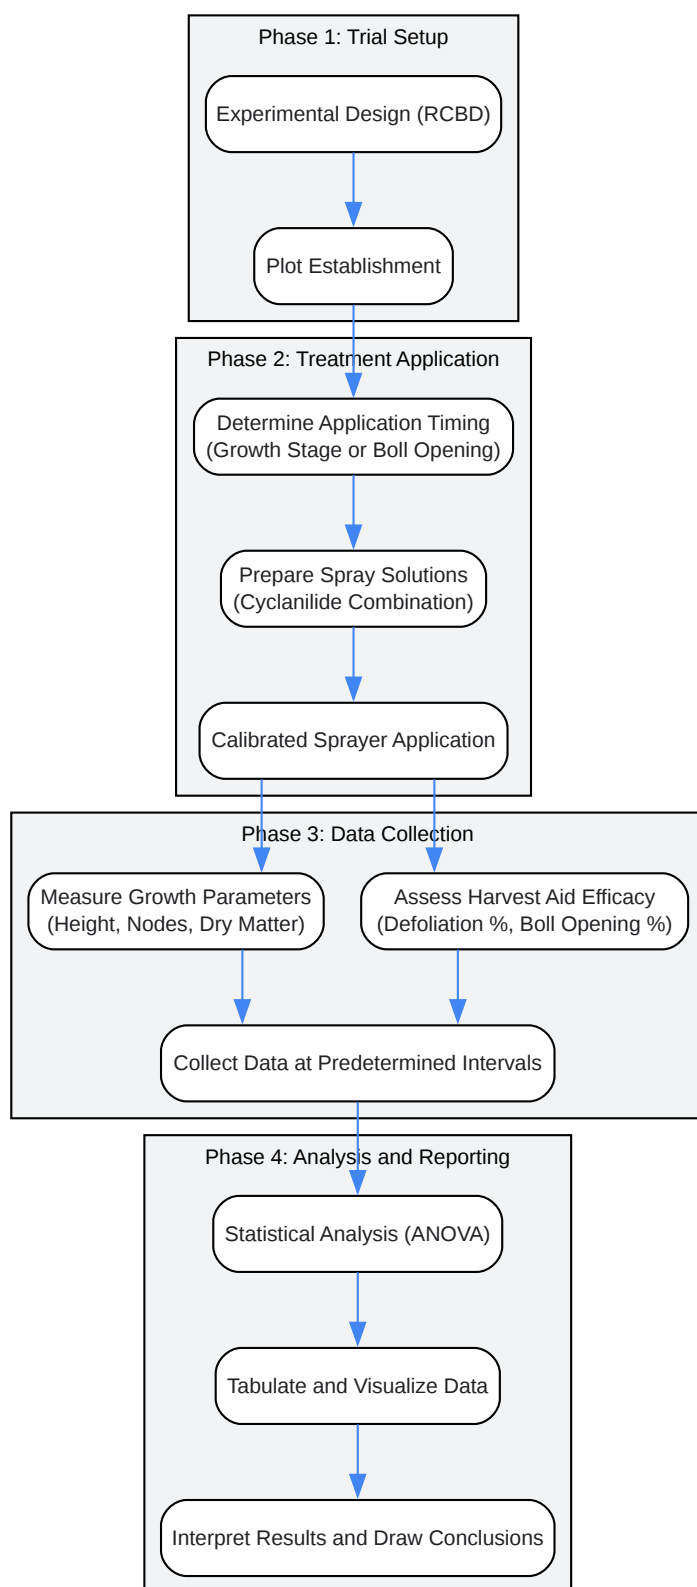 Phase 1: Trial Setup
Experimental Design (RCBD)
Plot Establishment
Phase 2: Treatment Application
Determine Application Timing
(Growth Stage or Boll Opening)
Prepare Spray Solutions
(Cyclanilide Combination)
Calibrated Sprayer Application
Phase 3: Data Collection
Measure Growth Parameters
(Height, Nodes, Dry Matter)
Assess Harvest Aid Efficacy
(Defoliation %, Boll Opening %)
Collect Data at Predetermined Intervals
Phase 4: Analysis and Reporting
Statistical Analysis (ANOVA)
Tabulate and Visualize Data
Interpret Results and Draw Conclusions